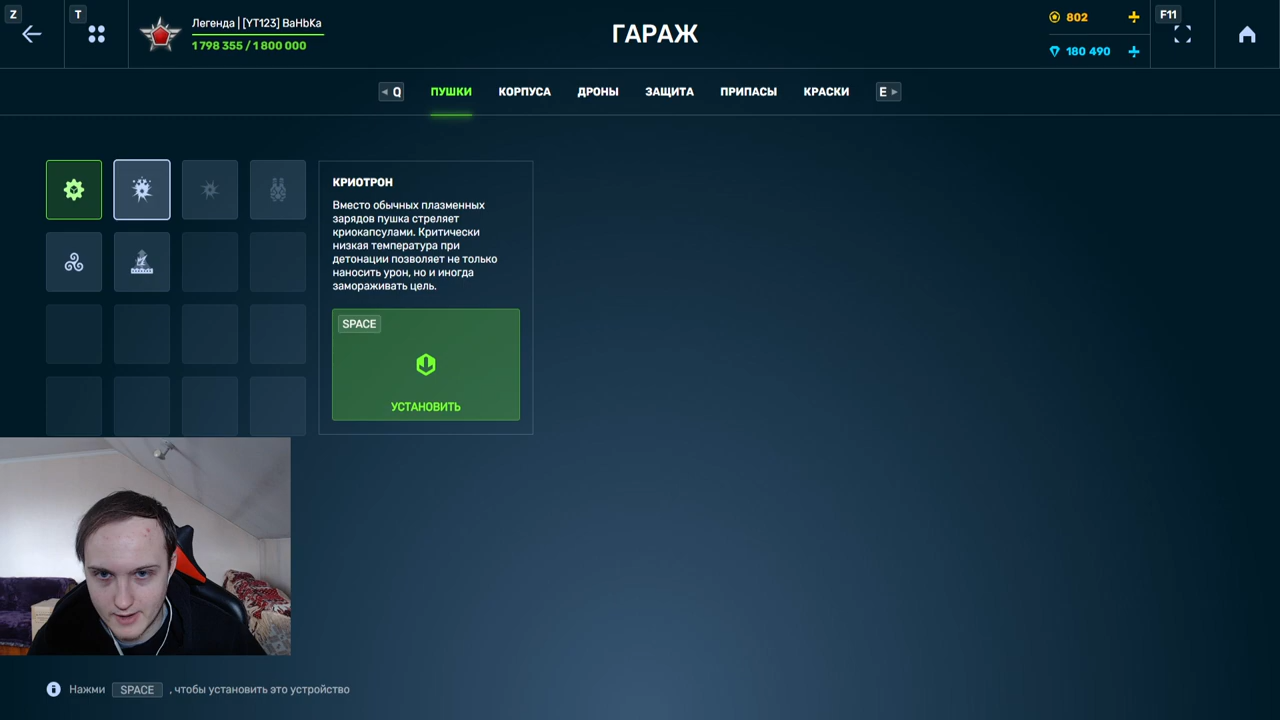 Z
T
Легенда | [YT123] BaHbKa
1 798 355 / 1 800 000
ГАРАЖ
802
180 490
F11
Q
ПУШКИ
КОРПУСА
ДРОНЫ
ЗАЩИТА
ПРИПАСЫ
КРАСКИ
E
КРИОТРОН
Вместо обычных плазменных
зарядов пушка стреляет
криокапсулами. Критически
низкая температура при
детонации позволяет не только
наносить урон, но и иногда
замораживать цель.
SPACE
УСТАНОВИТЬ
Нажми SPACE , чтобы установить это устройство